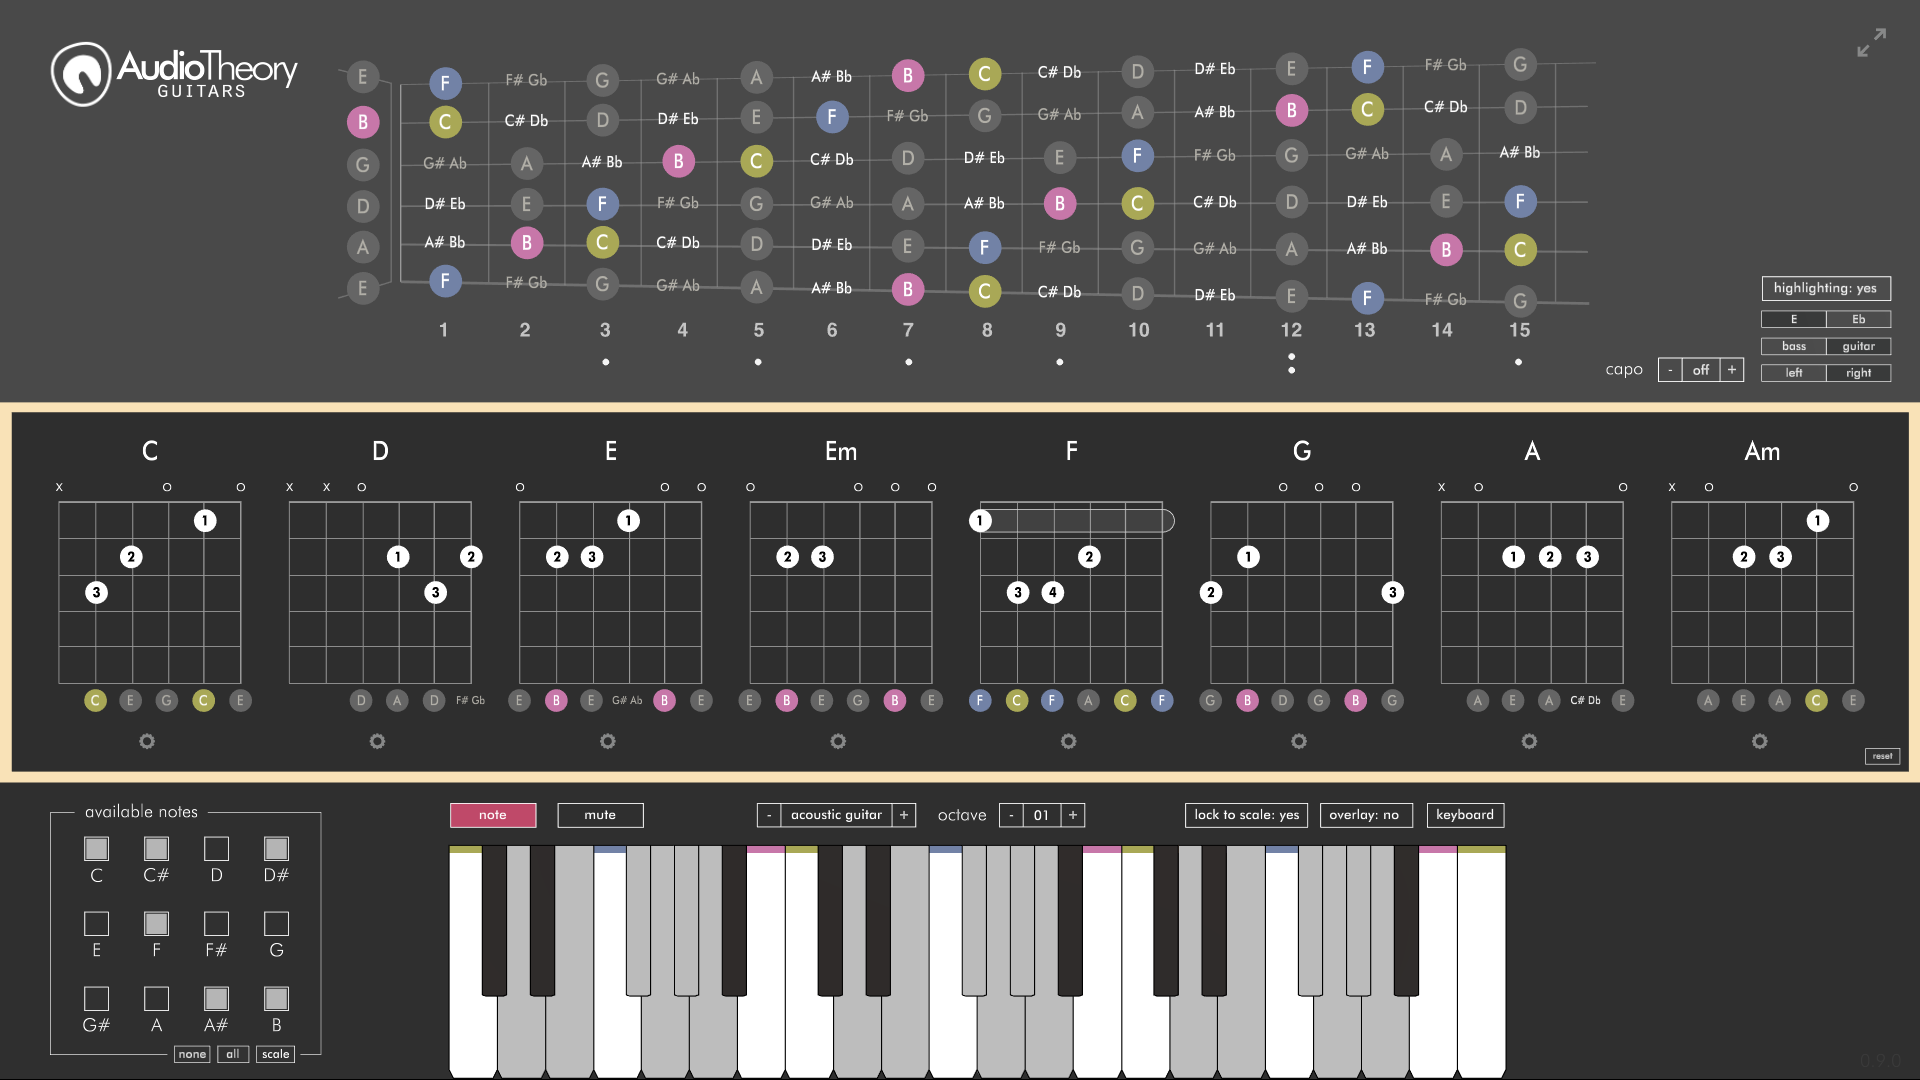 AudioTheory
GUITARS
E F F# Gb G G# Ab A A# Bb B C C# Db D D# Eb E F F# Gb G
B C C# Db D D# Eb E F F# Gb G G# Ab A A# Bb B C C# Db D
G G# Ab A A# Bb B C C# Db D D# Eb E F F# Gb G G# Ab A A# Bb
D D# Eb E F F# Gb G G# Ab A A# Bb B C C# Db D D# Eb E F
A A# Bb B C C# Db D D# Eb E F F# Gb G G# Ab A A# Bb B C
E F F# Gb G G# Ab A A# Bb B C C# Db D D# Eb E F F# Gb G
1 2 3 4 5 6 7 8 9 10 11 12 13 14 15
highlighting: yes
E Eb
bass guitar
capo - off + left right
C D E Em F G A Am
x o o x x o o o o o o o o o o o x o o x o o
1 1 1 1
2 1 2 2 3 2 3 2 1 1 2 3 2 3
3 3 3 4 2 3
C E G C E D A D F# Gb E B E G# Ab B E E B E G B E F C F A C F G B D G B G A E A C# Db E A E A C E
reset
available notes
C C# D D#
E F F# G
G# A A# B
none all scale
note mute - acoustic guitar + octave - 01 + lock to scale: yes overlay: no keyboard
0.9.0